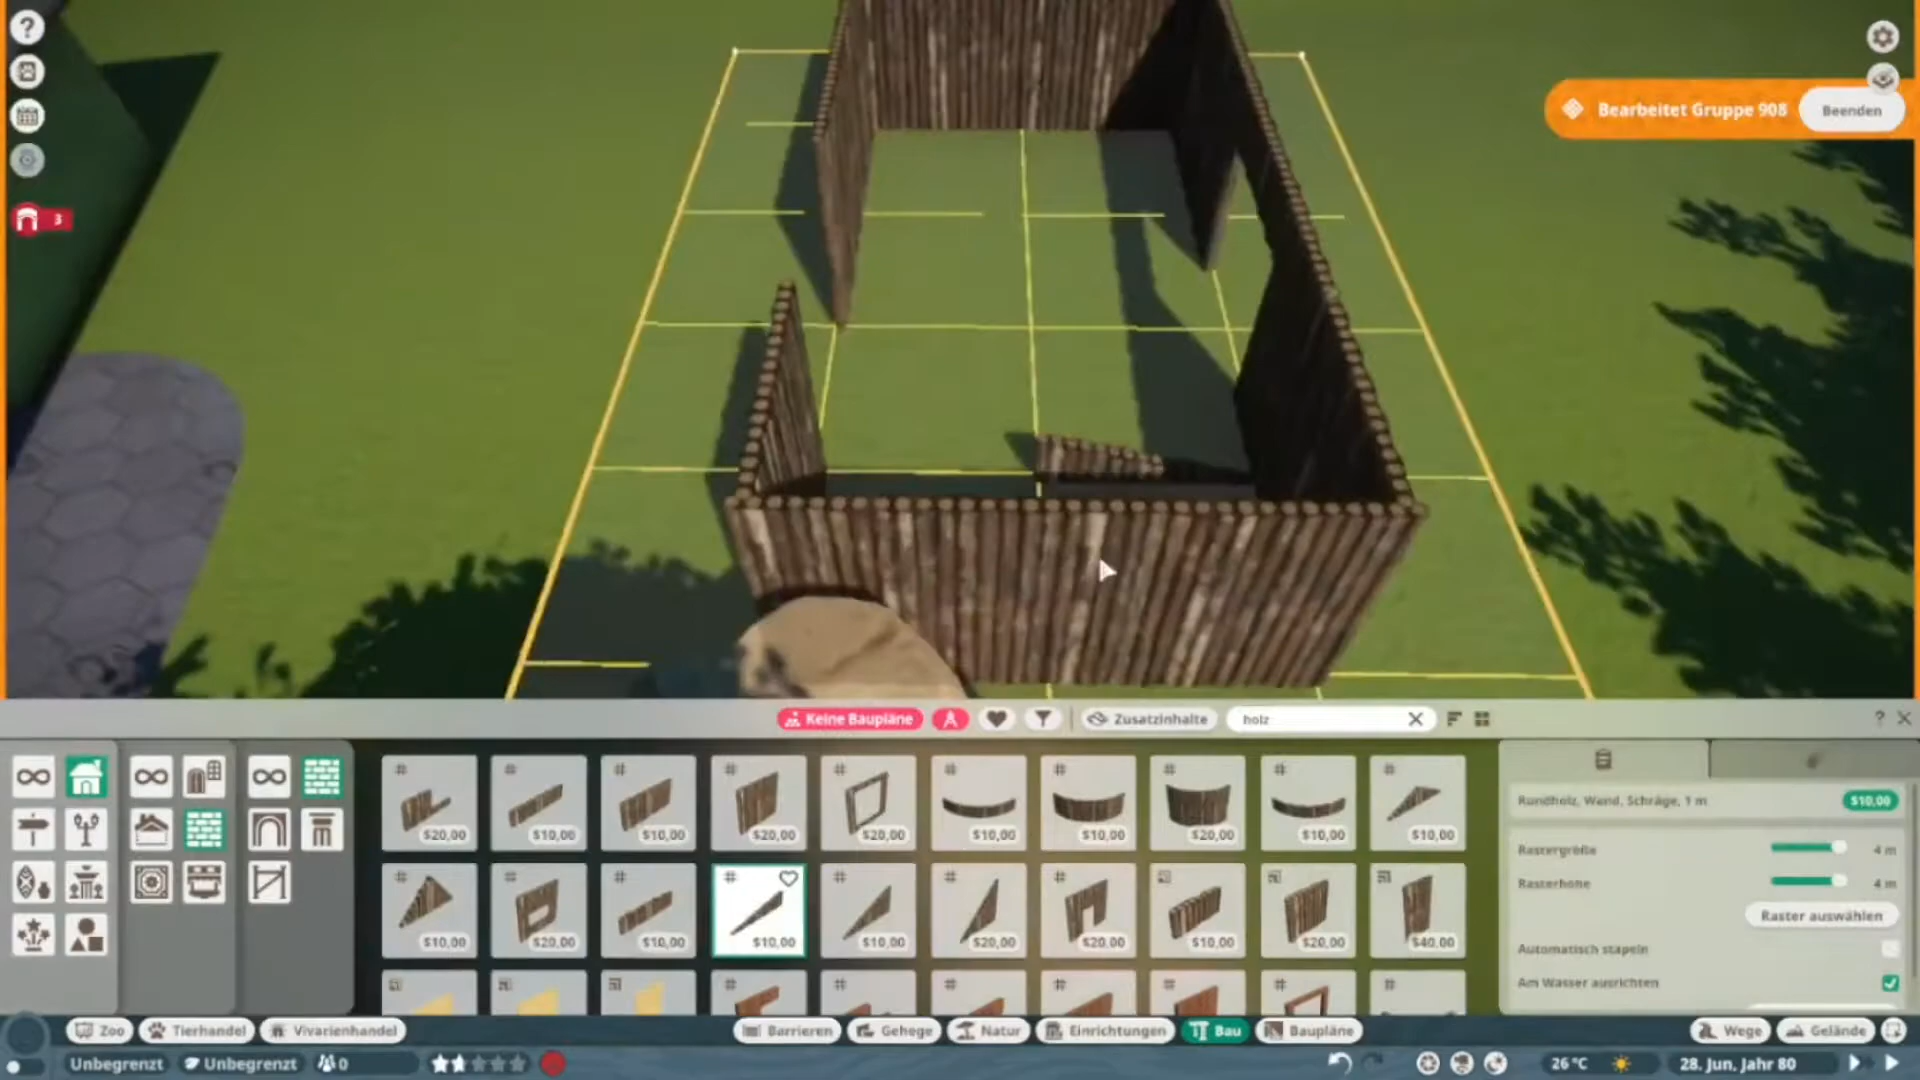 ?
3
Bearbeitet Gruppe 908
Beenden
Keine Baupläne
Zusatzinhalte
holz
?
$20,00
$10,00
$10,00
$20,00
$20,00
$10,00
$10,00
$20,00
$10,00
$10,00
$10,00
$20,00
$10,00
$10,00
$10,00
$20,00
$20,00
$10,00
$20,00
$40,00
Rundholz, Wand, Schräge, 1 m
$10,00
Rastergröße
4 m
Rasterhöhe
4 m
Raster auswählen
Automatisch stapeln
Am Wasser ausrichten
Zoo
Tierhandel
Vivarienhandel
Barrieren
Gehege
Natur
Einrichtungen
Bau
Baupläne
Wege
Gelände
Unbegrenzt
Unbegrenzt
0
26°C
28. Jun, Jahr 80